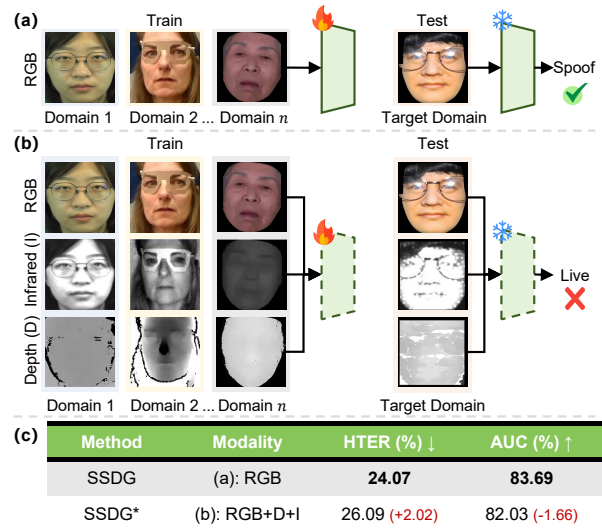 (a) Train Test
RGB
Spoof
Domain 1 Domain 2 ... Domain n Target Domain
(b) Train Test
RGB
Infrared (I)
Live
Depth (D)
Domain 1 Domain 2 ... Domain n Target Domain
(c) Method Modality HTER (%) ↓ AUC (%) ↑
SSDG (a): RGB 24.07 83.69
SSDG* (b): RGB+D+I 26.09 (+2.02) 82.03 (-1.66)